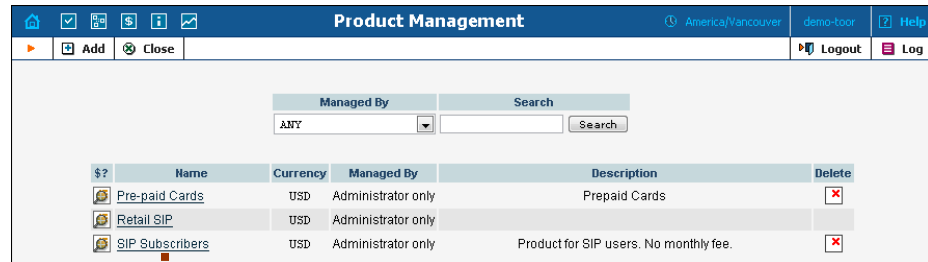 Product Management America/Vancouver demo-toor ? Help
Add Close Logout Log
Managed By Search
ANY Search
$? Name Currency Managed By Description Delete
Pre-paid Cards USD Administrator only Prepaid Cards
Retail SIP USD Administrator only
SIP Subscribers USD Administrator only Product for SIP users. No monthly fee.